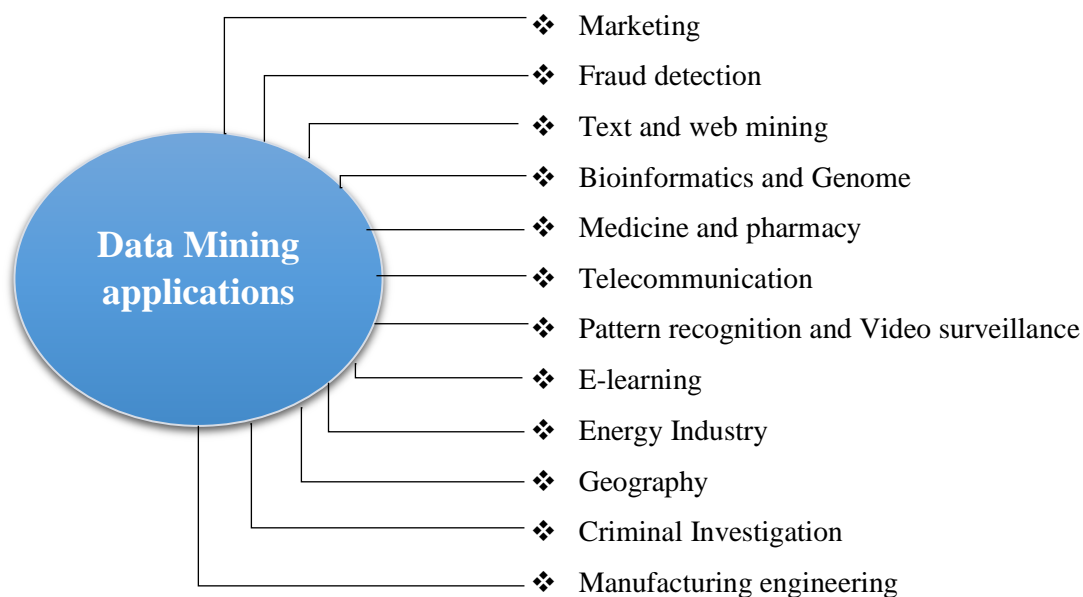 Data Mining
applications
❖ Marketing
❖ Fraud detection
❖ Text and web mining
❖ Bioinformatics and Genome
❖ Medicine and pharmacy
❖ Telecommunication
❖ Pattern recognition and Video surveillance
❖ E-learning
❖ Energy Industry
❖ Geography
❖ Criminal Investigation
❖ Manufacturing engineering